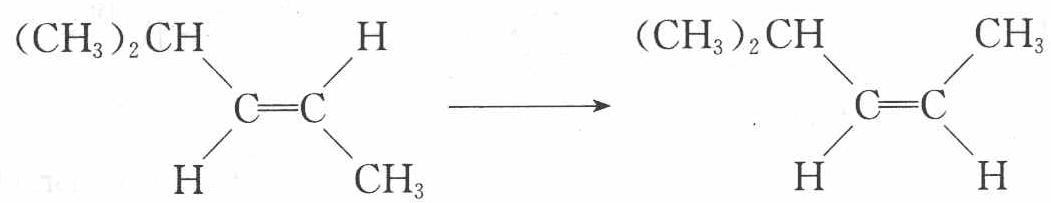 (CH₃)₂CH H (CH₃)₂CH CH₃
C=C C=C
H CH₃ H H